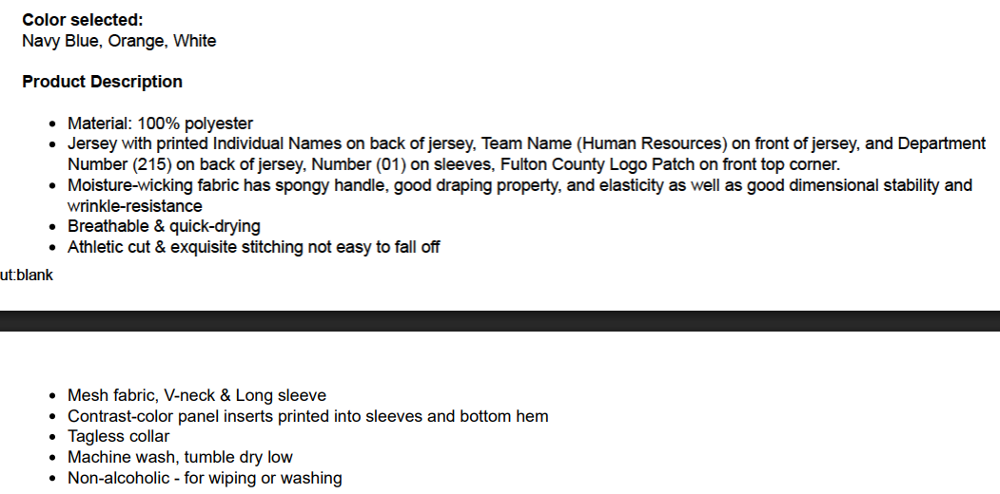 Color selected:
Navy Blue, Orange, White
Product Description
• Material: 100% polyester
• Jersey with printed Individual Names on back of jersey, Team Name (Human Resources) on front of jersey, and Department
Number (215) on back of jersey, Number (01) on sleeves, Fulton County Logo Patch on front top corner.
• Moisture-wicking fabric has spongy handle, good draping property, and elasticity as well as good dimensional stability and
wrinkle-resistance
• Breathable & quick-drying
• Athletic cut & exquisite stitching not easy to fall off
ut:blank
• Mesh fabric, V-neck & Long sleeve
• Contrast-color panel inserts printed into sleeves and bottom hem
• Tagless collar
• Machine wash, tumble dry low
• Non-alcoholic - for wiping or washing